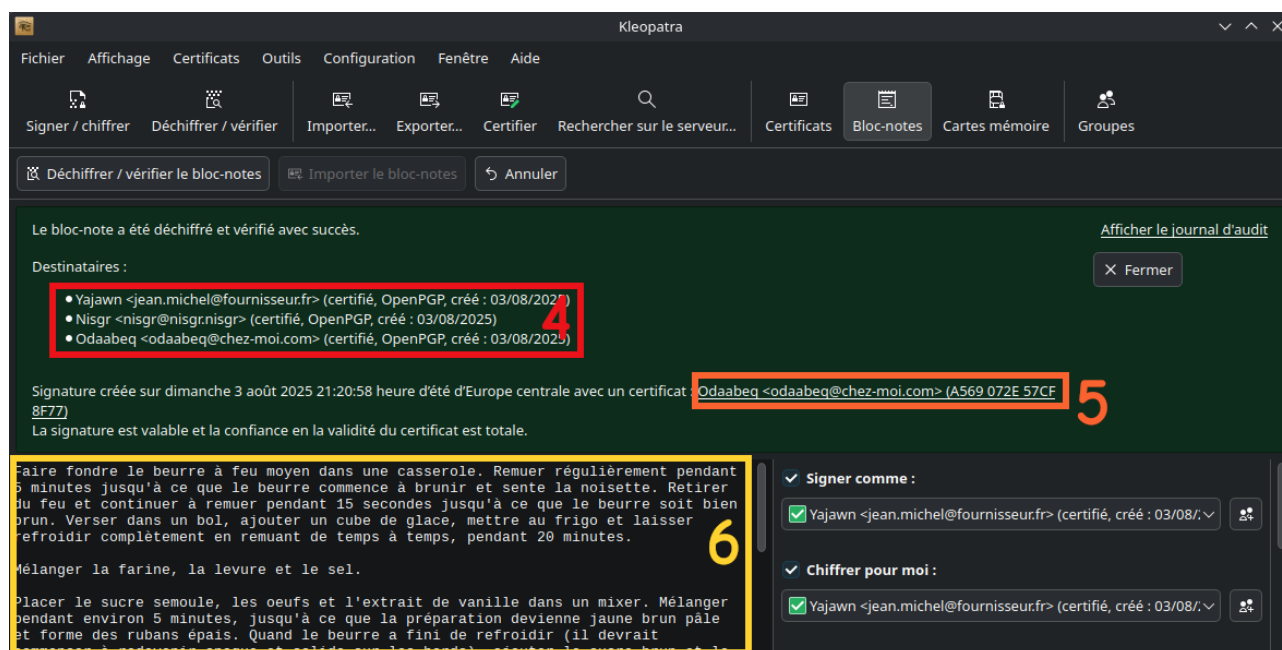 Kleopatra
Fichier Affichage Certificats Outils Configuration Fenêtre Aide
Signer / chiffrer Déchiffrer / vérifier Importer... Exporter... Certifier Rechercher sur le serveur... Certificats Bloc-notes Cartes mémoire Groupes
Déchiffrer / vérifier le bloc-notes Importer le bloc-notes Annuler
Le bloc-note a été déchiffré et vérifié avec succès. Afficher le journal d'audit
Destinataires : Fermer
Yajawn <jean.michel@fournisseur.fr> (certifié, OpenPGP, créé : 03/08/2025)
Nisgr <nisgr@nisgr.nisgr> (certifié, OpenPGP, créé : 03/08/2025)
Odaabeq <odaabeq@chez-moi.com> (certifié, OpenPGP, créé : 03/08/2025)
4
Signature créée sur dimanche 3 août 2025 21:20:58 heure d'été d'Europe centrale avec un certificat : Odaabeq <odaabeq@chez-moi.com> (A569 072E 57CF
8F77)
5
La signature est valable et la confiance en la validité du certificat est totale.
Faire fondre le beurre à feu moyen dans une casserole. Remuer régulièrement pendant
5 minutes jusqu'à ce que le beurre commence à brunir et sente la noisette. Retirer
du feu et continuer à remuer pendant 15 secondes jusqu'à ce que le beurre soit bien
brun. Verser dans un bol, ajouter un cube de glace, mettre au frigo et laisser
refroidir complètement en remuant de temps à temps, pendant 20 minutes.
6
Mélanger la farine, la levure et le sel.
Placer le sucre semoule, les oeufs et l'extrait de vanille dans un mixer. Mélanger
pendant environ 5 minutes, jusqu'à ce que la préparation devienne jaune brun pâle
et forme des rubans épais. Quand le beurre a fini de refroidir (il devrait
Signer comme :
Yajawn <jean.michel@fournisseur.fr> (certifié, créé : 03/08/:
Chiffrer pour moi :
Yajawn <jean.michel@fournisseur.fr> (certifié, créé : 03/08/: